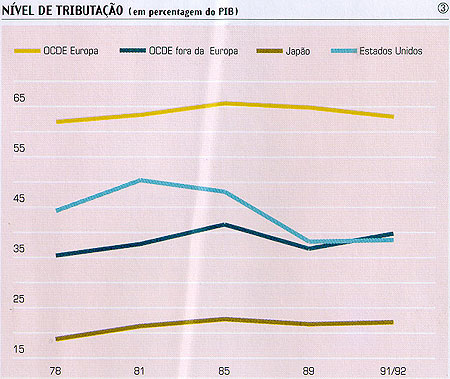 NÍVEL DE TRIBUTAÇÃO (em percentagem do PIB) 3
OCDE Europa OCDE fora da Europa Japão Estados Unidos
65
55
45
35
25
15
78 81 85 89 91/92